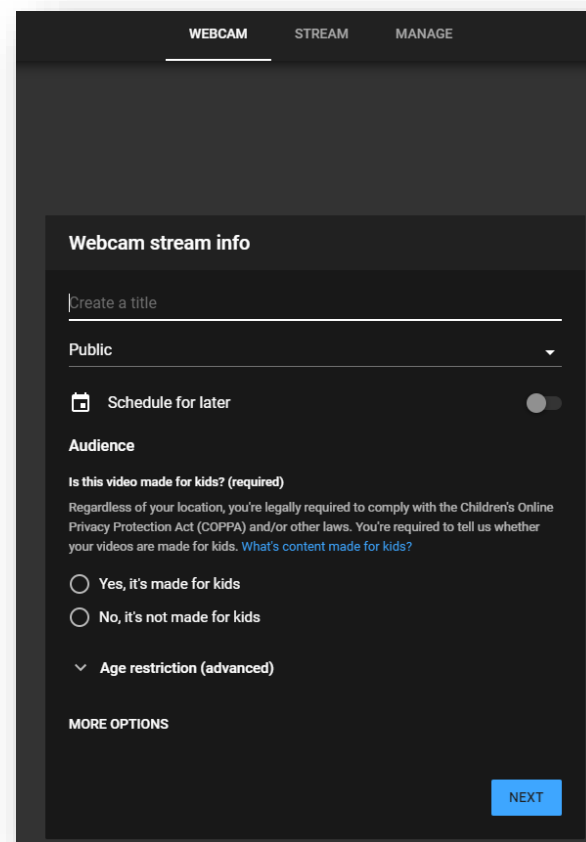 WEBCAM STREAM MANAGE
Webcam stream info
Create a title
Public
Schedule for later
Audience
Is this video made for kids? (required)
Regardless of your location, you're legally required to comply with the Children's Online
Privacy Protection Act (COPPA) and/or other laws. You're required to tell us whether
your videos are made for kids. What's content made for kids?
Yes, it's made for kids
No, it's not made for kids
Age restriction (advanced)
MORE OPTIONS
NEXT